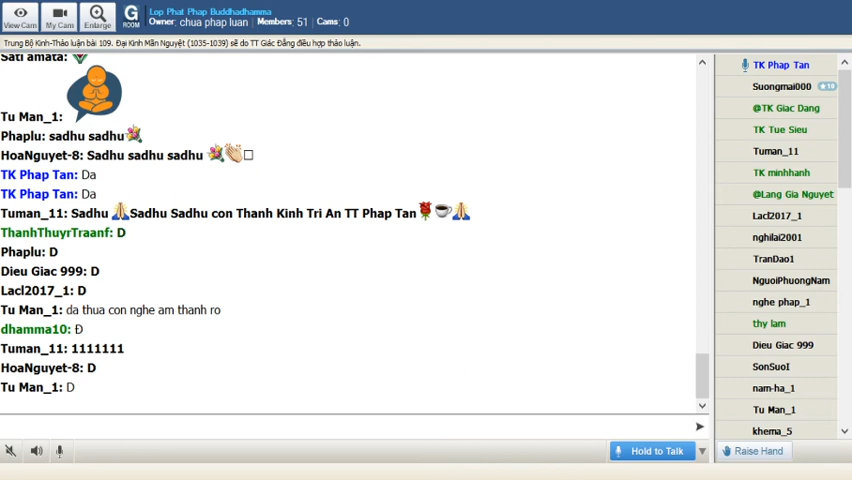 View Cam
My Cam
Enlarge
G
ROOM
Lop Phat Phap Buddhadhamma
Owner: chua phap luan
Members: 51
Cams: 0
Trung Bộ Kinh-Thảo luận bài 109. Đại Kinh Mãn Nguyệt (1035-1039) sẽ do TT Giác Đẳng điều hợp thảo luận.
Sati amata:
Tu Man_1:
Phaplu: sadhu sadhu
HoaNguyet-8: Sadhu sadhu sadhu
TK Phap Tan: Da
TK Phap Tan: Da
Tuman_11: Sadhu Sadhu Sadhu con Thanh Kinh Tri An TT Phap Tan
ThanhThuyrTraanf: D
Phaplu: D
Dieu Giac 999: D
Lacl2017_1: D
Tu Man_1: da thua con nghe am thanh ro
dhamma10: Đ
Tuman_11: 1111111
HoaNguyet-8: D
Tu Man_1: D
TK Phap Tan
Suongmai000
10
@TK Giac Dang
TK Tue Sieu
Tuman_11
TK minhhanh
@Lang Gia Nguyet
Lacl2017_1
nghilai2001
TranDao1
NguoiPhuongNam
nghe phap_1
thy lam
Dieu Giac 999
SonSuoI
nam-ha_1
Tu Man_1
khema_5
Hold to Talk
Raise Hand